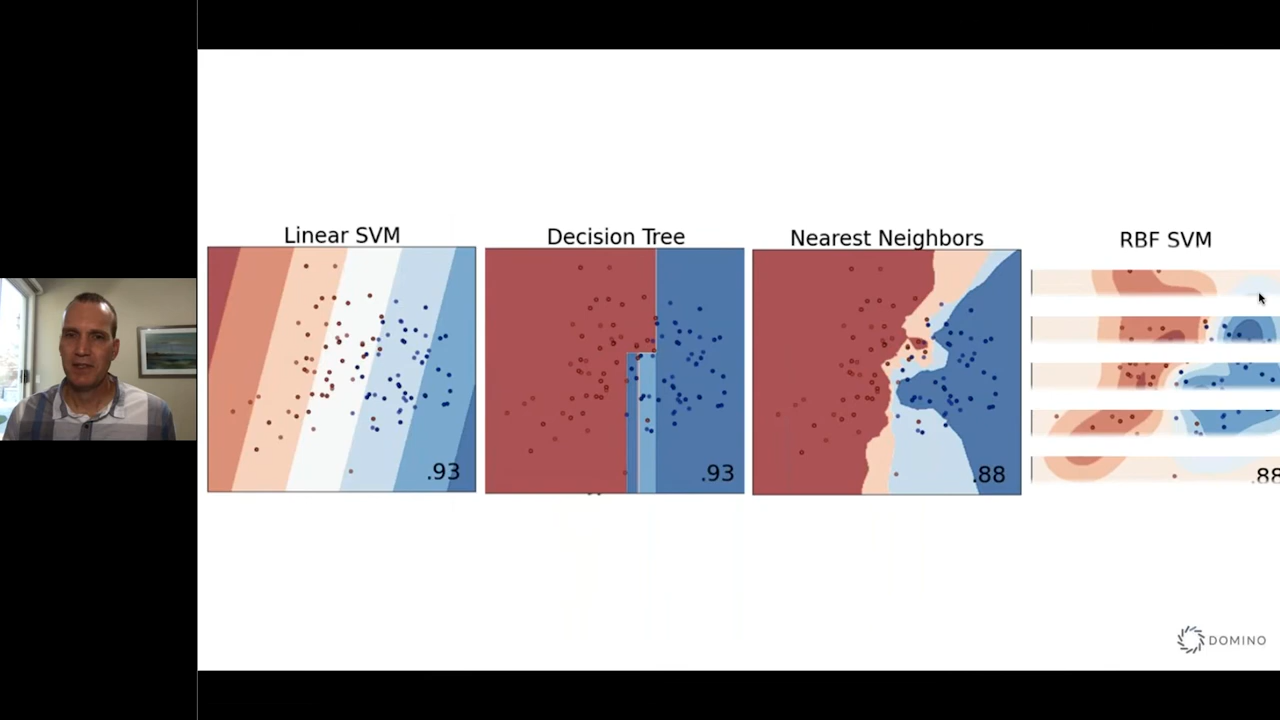 Linear SVM
Decision Tree
Nearest Neighbors
RBF SVM
.93
.93
.88
.88
DOMINO